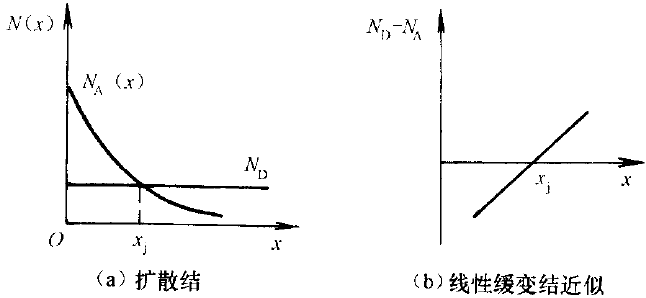 N(x)
N_A(x)
N_D
O
x_j
x
(a) 扩散结
N_D-N_A
x_j
x
(b) 线性缓变结近似